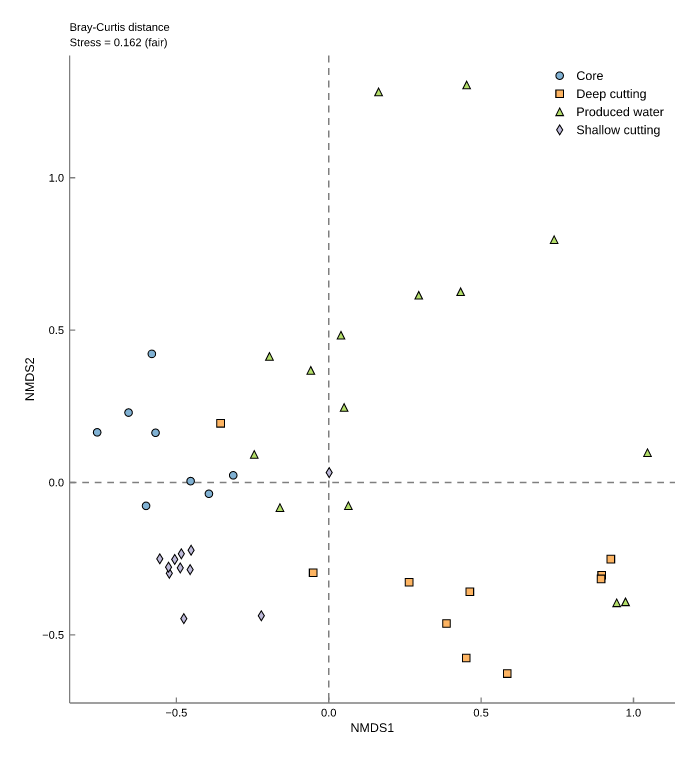 Bray-Curtis distance
Stress = 0.162 (fair)
Core
Deep cutting
Produced water
Shallow cutting
1.0
0.5
0.0
−0.5
NMDS2
−0.5
0.0
0.5
1.0
NMDS1